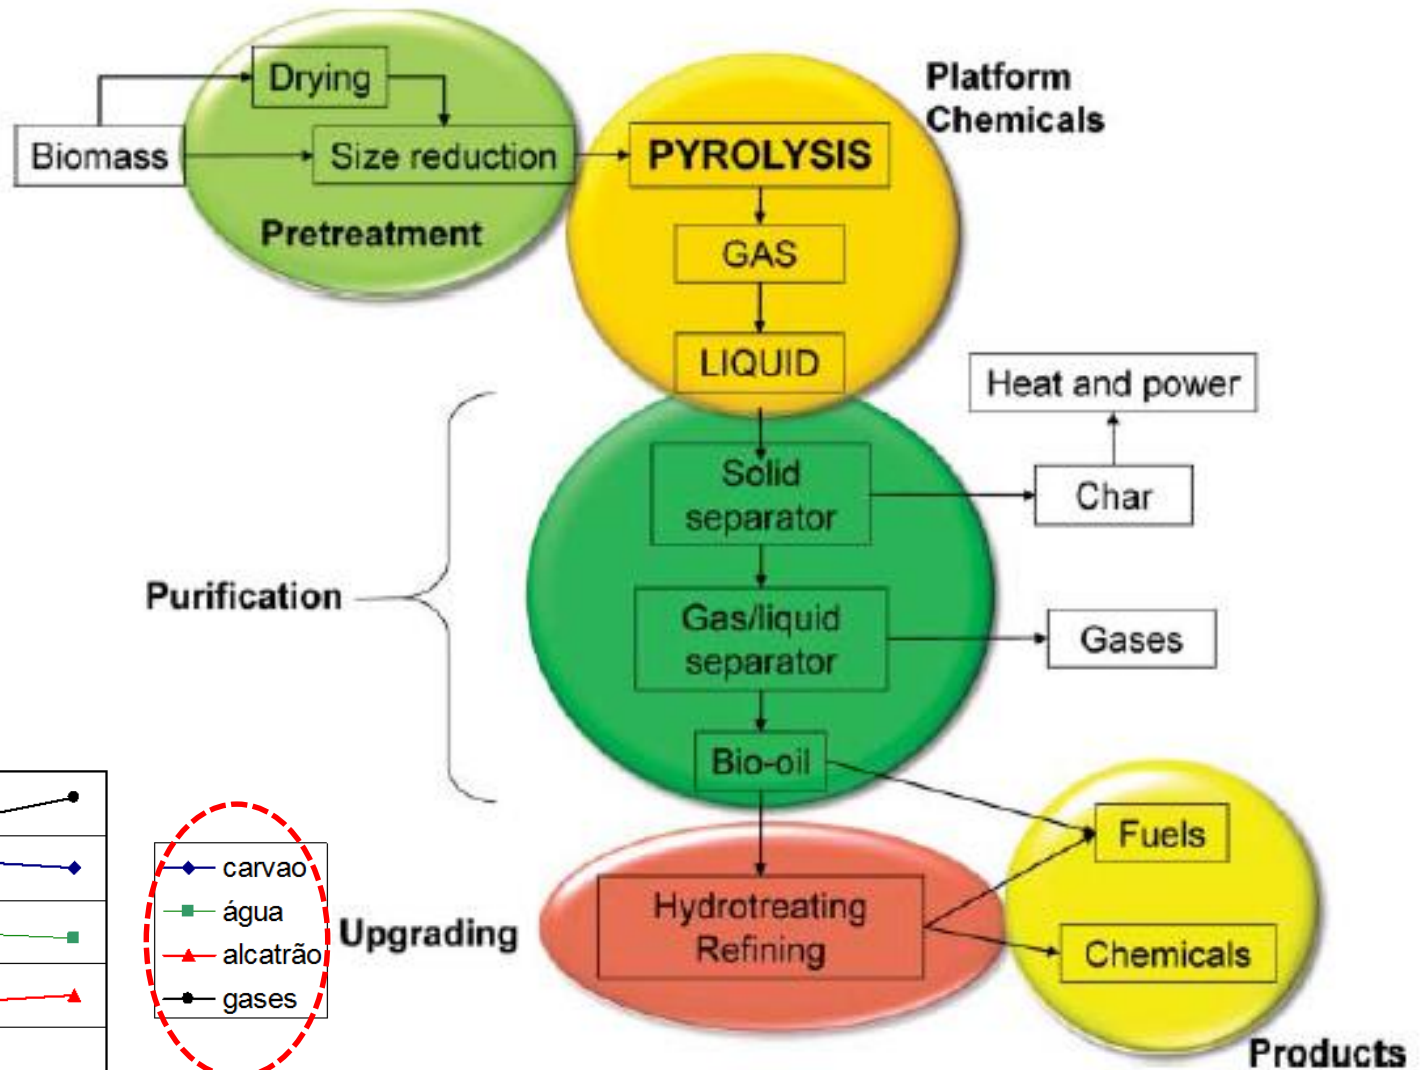 Drying
Biomass
Size reduction
Pretreatment
PYROLYSIS
GAS
LIQUID
Platform
Chemicals
Heat and power
Solid
separator
Char
Purification
Gas/liquid
separator
Gases
Bio-oil
Fuels
Hydrotreating
Refining
Upgrading
Chemicals
Products
carvao
água
alcatrão
gases